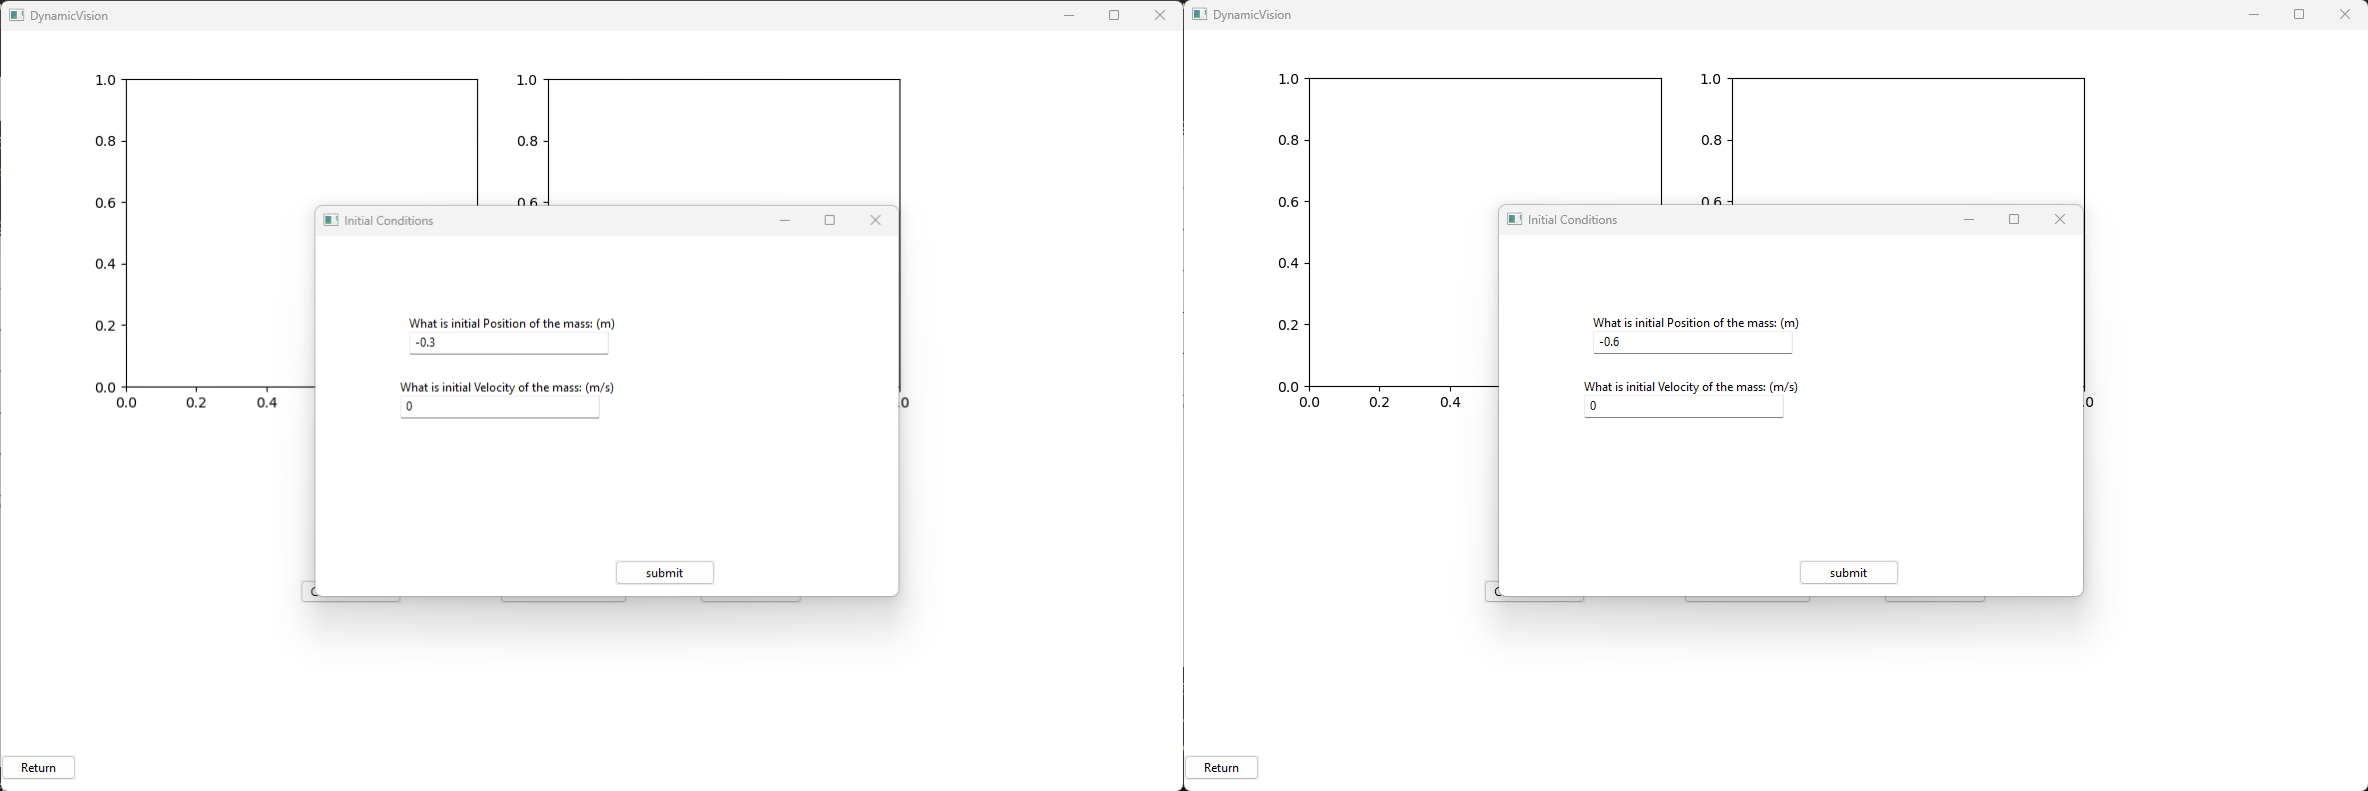 DynamicVision
1.0
0.8
0.6
0.4
0.2
0.0
0.0 0.2 0.4
1.0
0.8
0.6
Initial Conditions
What is initial Position of the mass: (m)
-0.3
What is initial Velocity of the mass: (m/s)
0
submit
Return
DynamicVision
1.0
0.8
0.6
0.4
0.2
0.0
0.0 0.2 0.4
1.0
0.8
0.6
Initial Conditions
What is initial Position of the mass: (m)
-0.6
What is initial Velocity of the mass: (m/s)
0
submit
Return